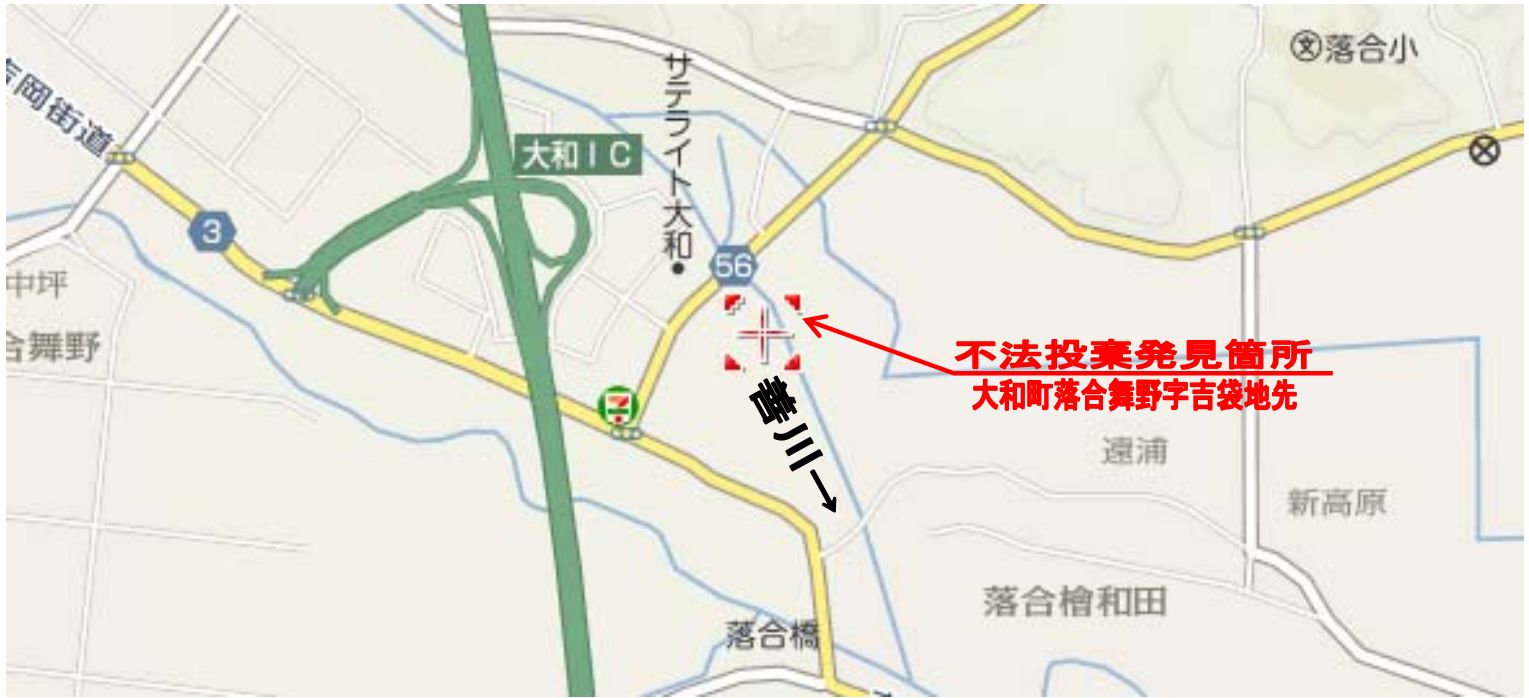 落合小
吉岡街道
大和IC
サテライト大和
3
56
中坪
合舞野
不法投棄発見箇所
大和町落合舞野字吉袋地先
7
善川→
遠浦
新高原
落合檜和田
落合橋